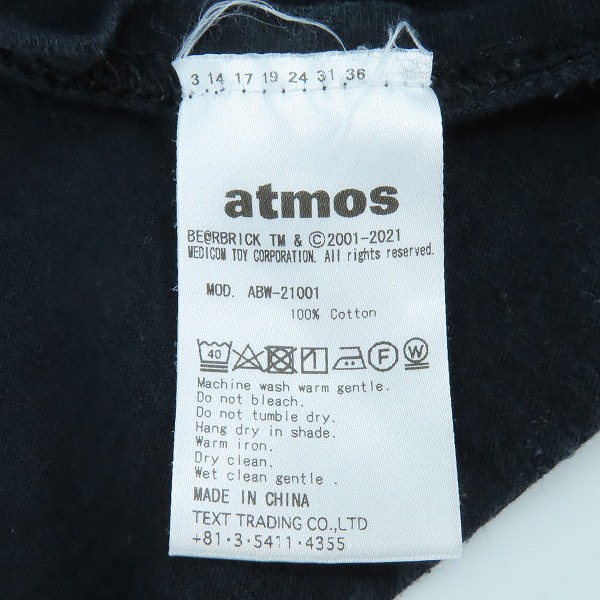 3 14 17 19 24 31 36
atmos
BE@RBRICK TM & ©2001-2021
MEDICOM TOY CORPORATION. All rights reserved.
MOD. ABW-21001
100% Cotton
40 F W
Machine wash warm gentle.
Do not bleach.
Do not tumble dry.
Hang dry in shade.
Warm iron.
Dry clean.
Wet clean gentle .
MADE IN CHINA
TEXT TRADING CO.,LTD
+81・3・5411・4355